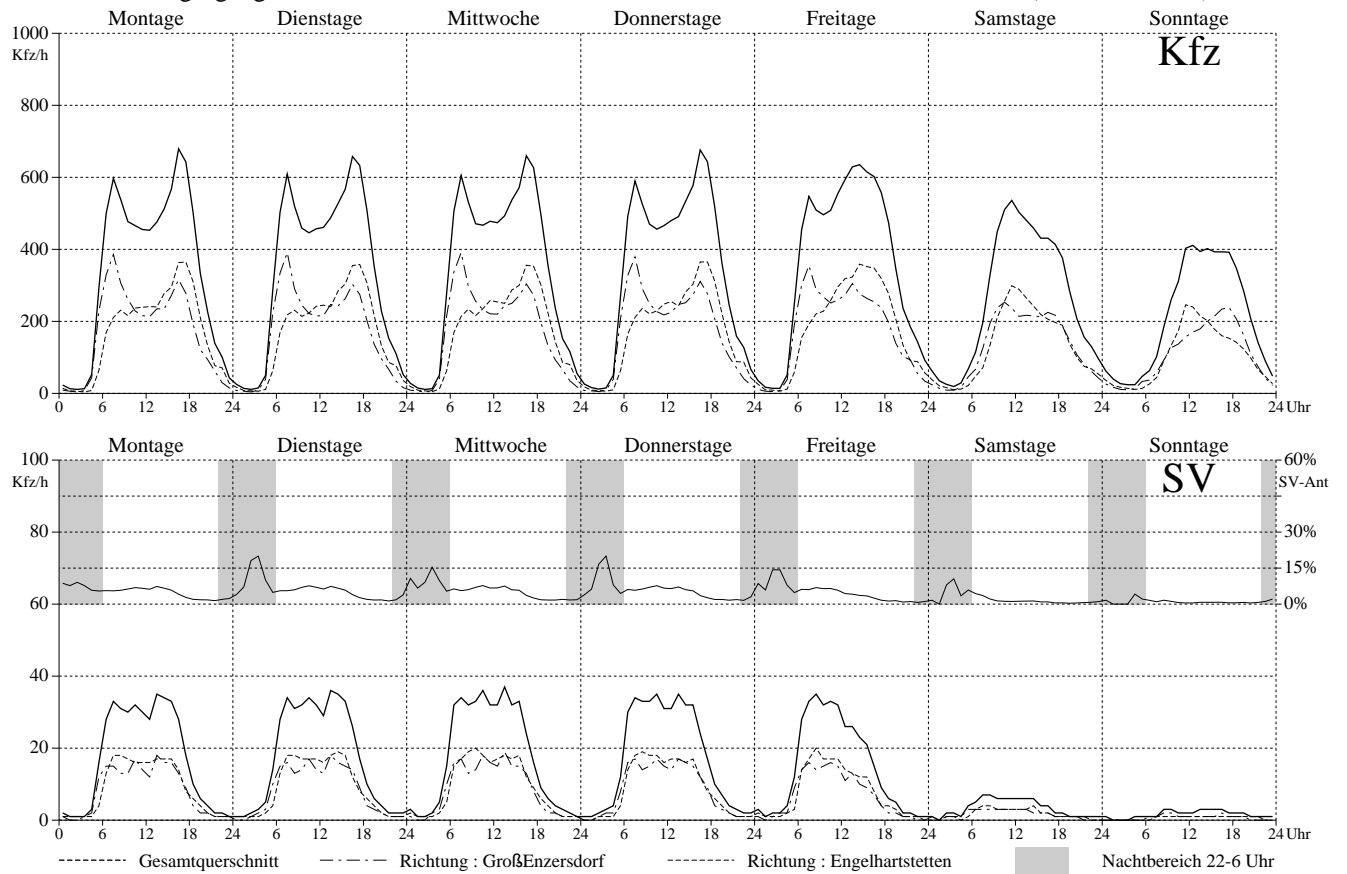 Montage Dienstage Mittwoche Donnerstage Freitage Samstage Sonntage
1000
Kfz/h
Kfz
800
600
400
200
0
0 6 12 18 24 6 12 18 24 6 12 18 24 6 12 18 24 6 12 18 24 6 12 18 24 6 12 18 24 Uhr
Montage Dienstage Mittwoche Donnerstage Freitage Samstage Sonntage
100 60%
Kfz/h SV SV-Ant
80 30%
15%
60 0%
40
20
0
0 6 12 18 24 6 12 18 24 6 12 18 24 6 12 18 24 6 12 18 24 6 12 18 24 6 12 18 24 Uhr
Gesamtquerschnitt Richtung : GroßEnzersdorf Richtung : Engelhartstetten Nachtbereich 22-6 Uhr